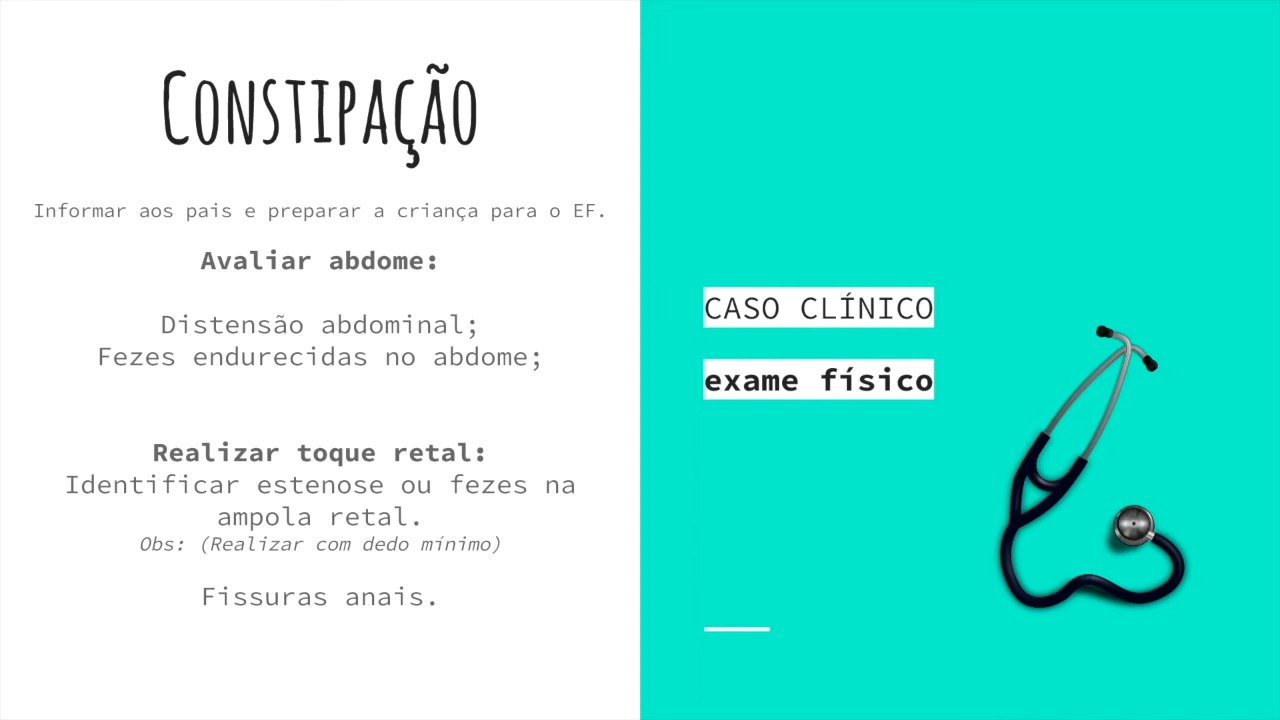 Constipação
Informar aos pais e preparar a criança para o EF.
Avaliar abdome:
Distensão abdominal;
Fezes endurecidas no abdome;
Realizar toque retal:
Identificar estenose ou fezes na
ampola retal.
Obs: (Realizar com dedo mínimo)
Fissuras anais.
CASO CLÍNICO
exame físico